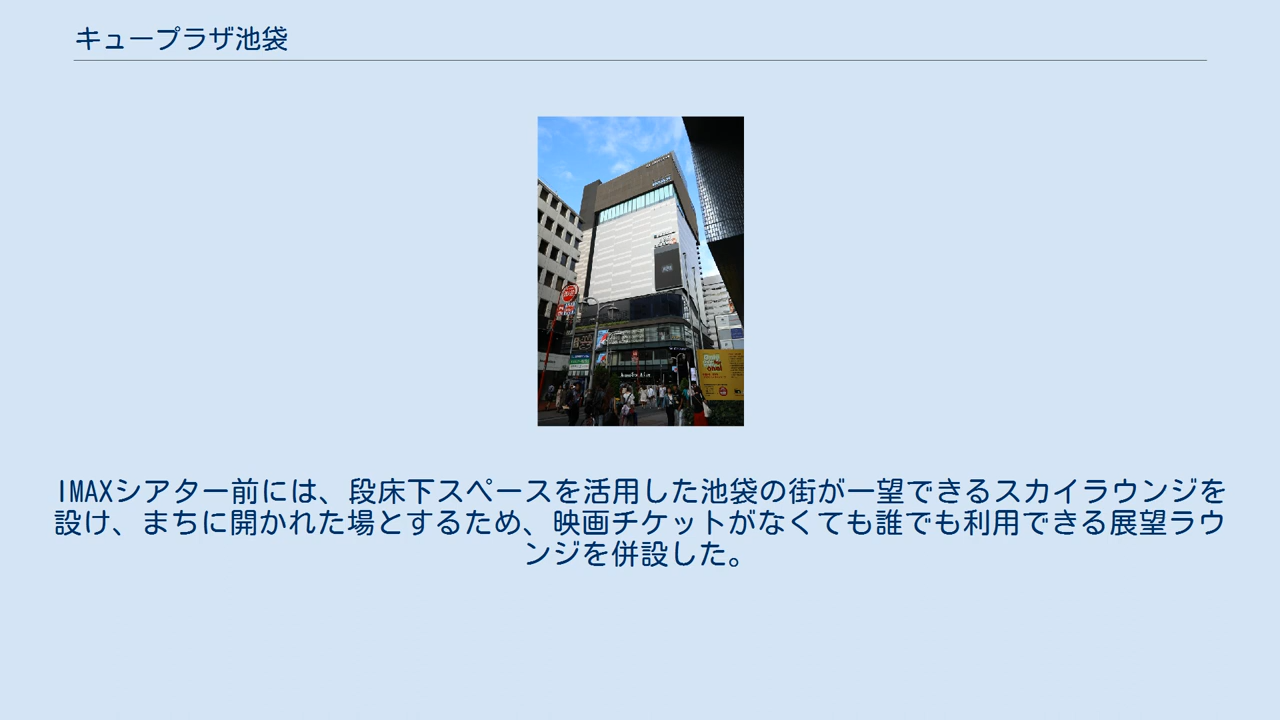 キュープラザ池袋
IMAXシアター前には、段床下スペースを活用した池袋の街が一望できるスカイラウンジを
設け、まちに開かれた場とするため、映画チケットがなくても誰でも利用できる展望ラウ
ンジを併設した。